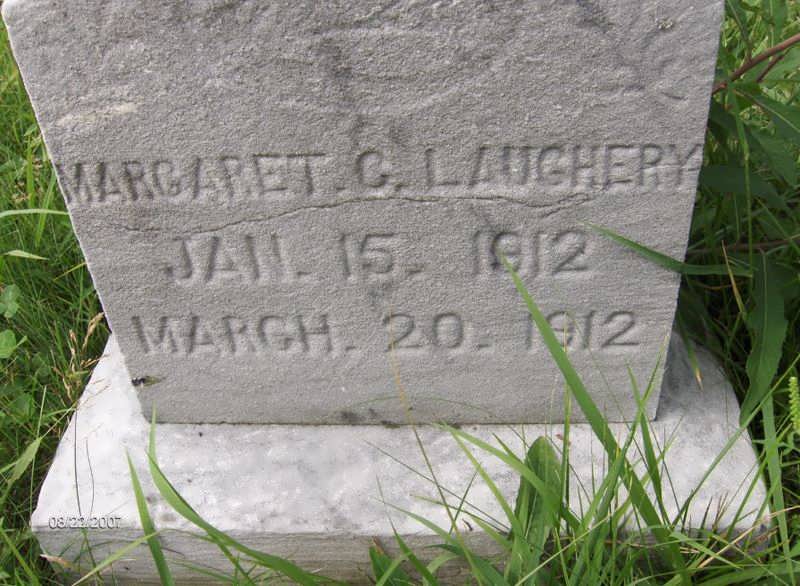 MARGARET. C. LAUGHERY
JAN. 15. 1912
MARCH. 20. 1912
08/22/2007